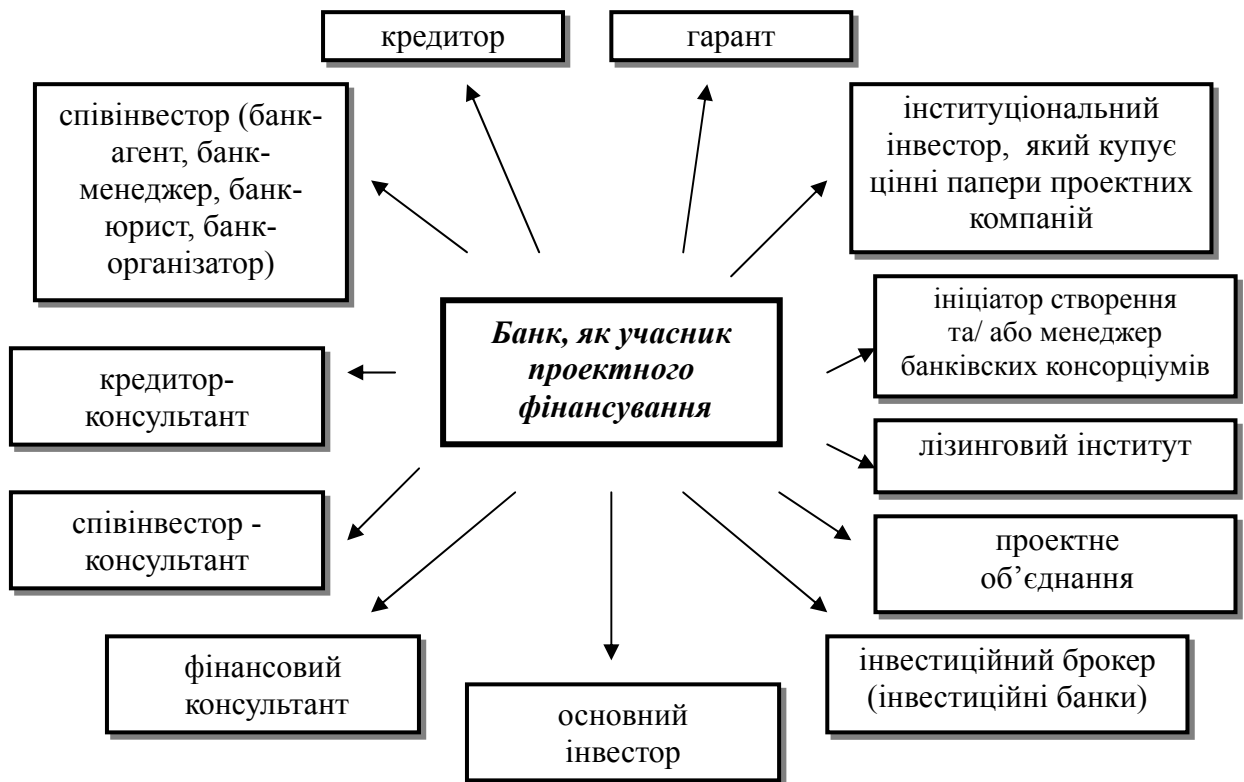 кредитор
гарант
співінвестор (банк-
агент, банк-
менеджер, банк-
юрист, банк-
організатор)
інституціональний
інвестор, який купує
цінні папери проектних
компаній
Банк, як учасник
проектного
фінансування
ініціатор створення
та/ або менеджер
банківских консорціумів
кредитор-
консультант
лізинговий інститут
співінвестор -
консультант
проектне
об’єднання
фінансовий
консультант
основний
інвестор
інвестиційний брокер
(інвестиційні банки)